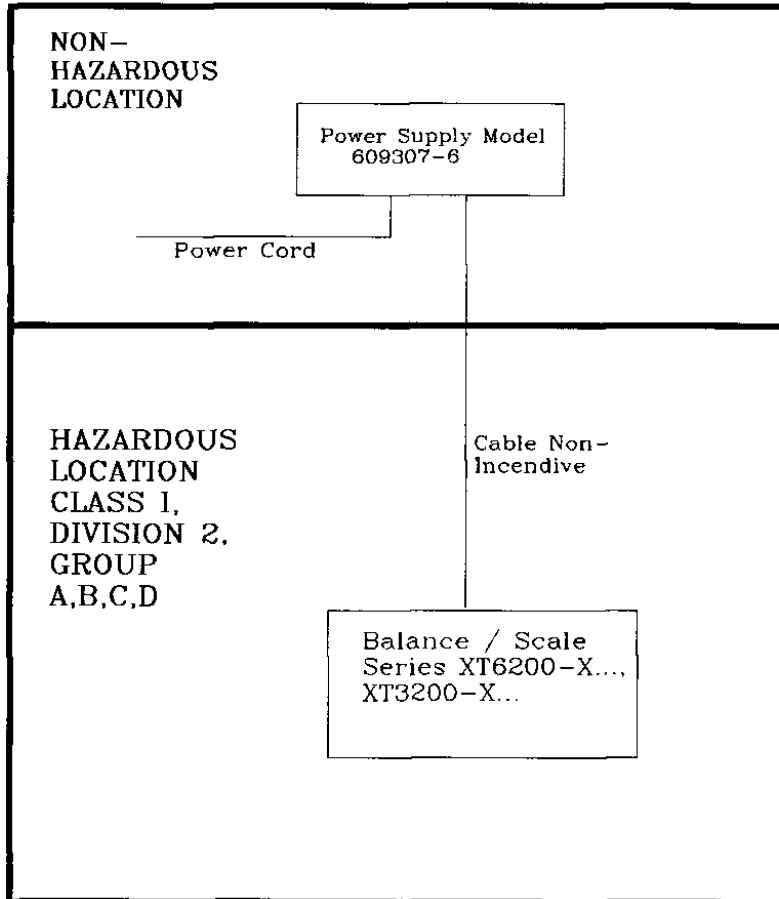 NON-
HAZARDOUS
LOCATION
Power Supply Model
609307-6
Power Cord
HAZARDOUS
LOCATION
CLASS I,
DIVISION 2,
GROUP
A,B,C,D
Cable Non-
Incendive
Balance / Scale
Series XT6200-X...,
XT3200-X...